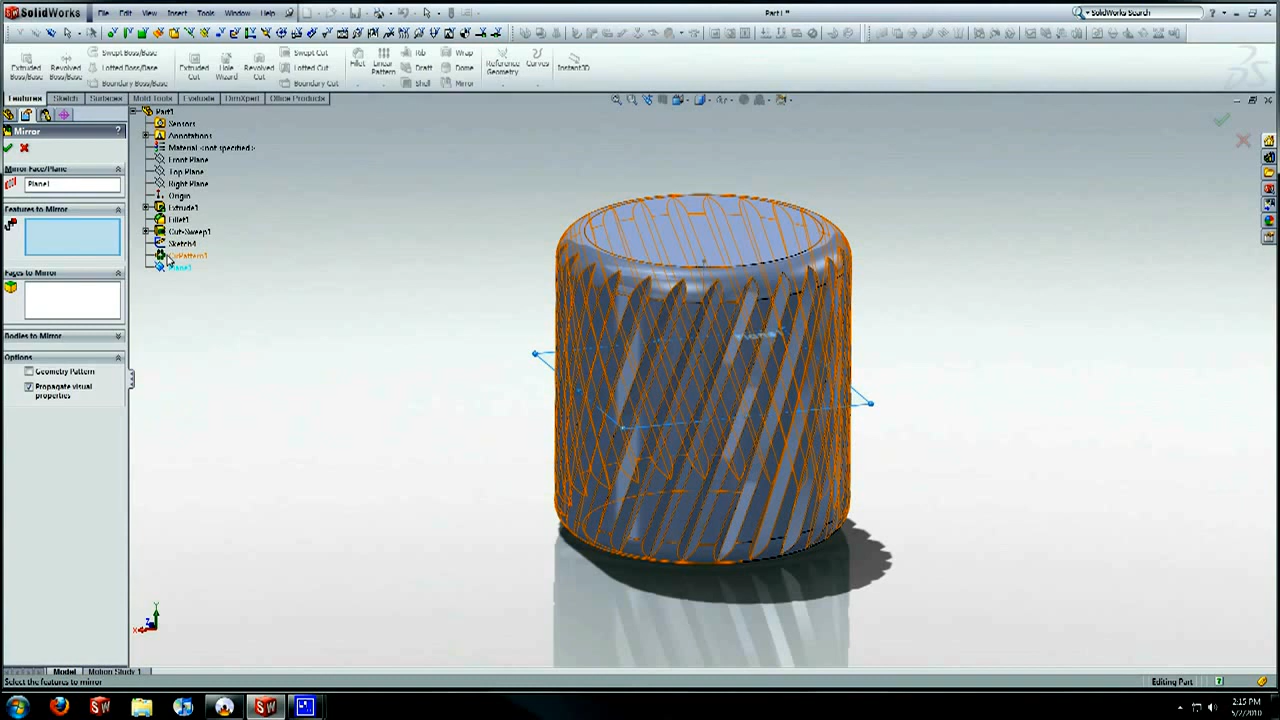 SolidWorks File Edit View Insert Tools Window Help Part1 * SolidWorks Search
Extruded Boss/Base
Revolved Boss/Base
Swept Boss/Base
Lofted Boss/Base
Boundary Boss/Base
Extruded Cut
Hole Wizard
Revolved Cut
Swept Cut
Lofted Cut
Boundary Cut
Fillet
Linear Pattern
Rib
Draft
Shell
Wrap
Dome
Mirror
Reference Geometry
Curves
Instant3D
Features Sketch Surfaces Mold Tools Evaluate DimXpert Office Products
Mirror ?
Mirror Face/Plane
Plane1
Features to Mirror
Faces to Mirror
Bodies to Mirror
Options
Geometry Pattern
Propagate visual properties
Part1
Sensors
Annotations
Material <not specified>
Front Plane
Top Plane
Right Plane
Origin
Extrude1
Fillet1
Cut-Sweep1
Sketch4
CirPattern1
Plane1
Y
X
Z
Model Motion Study 1
Select the features to mirror Editing Part
2:15 PM
5/2/2010